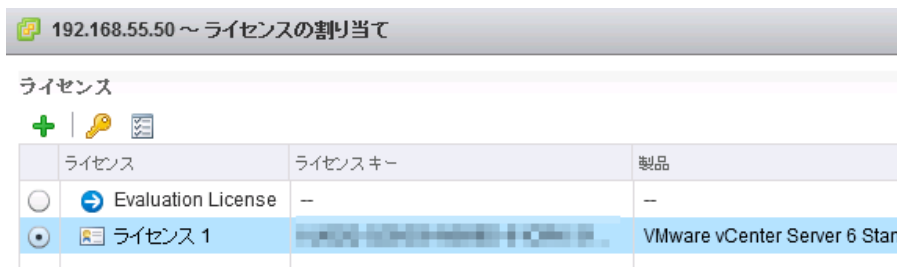 192.168.55.50 ～ ライセンスの割り当て
ライセンス
ライセンス ライセンス キー 製品
Evaluation License -- --
ライセンス 1 VMware vCenter Server 6